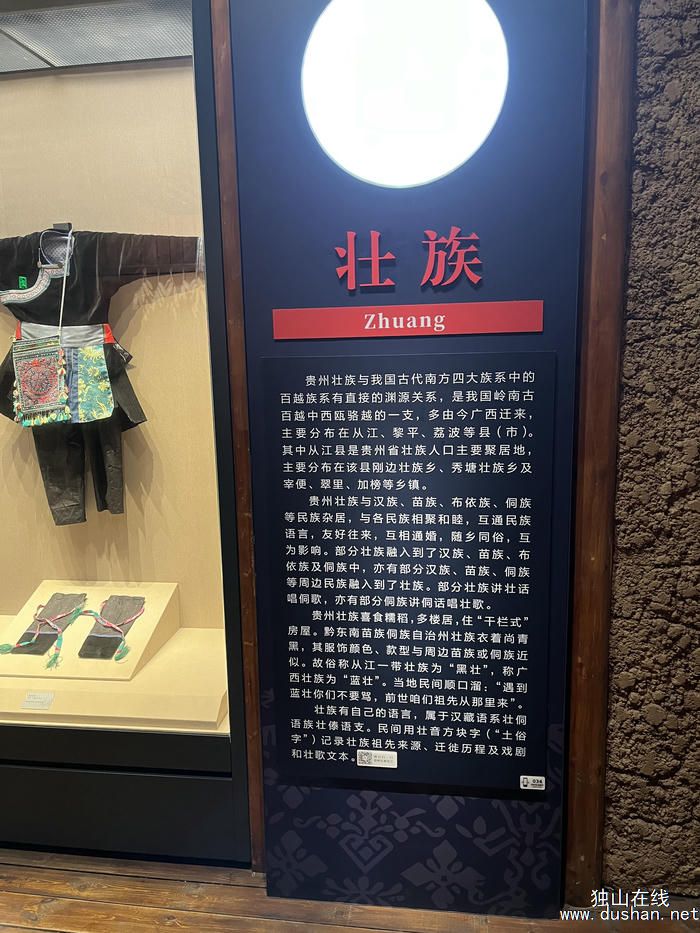 壮族
Zhuang
贵州壮族与我国古代南方四大族系中的
百越族系有直接的渊源关系，是我国岭南古
百越中西瓯骆越的一支，多由今广西迁来，
主要分布在从江、黎平、荔波等县（市）。
其中从江县是贵州省壮族人口主要聚居地，
主要分布在该县刚边壮族乡、秀塘壮族乡及
宰便、翠里、加榜等乡镇。
贵州壮族与汉族、苗族、布依族、侗族
等民族杂居，与各民族相聚和睦，互通民族
语言，友好往来，互相通婚，随乡同俗，互
为影响。部分壮族融入到了汉族、苗族、布
依族及侗族中，亦有部分汉族、苗族、侗族
等周边民族融入到了壮族。部分壮族讲壮话
唱侗歌，亦有部分侗族讲侗话唱壮歌。
贵州壮族喜食糯稻，多楼居，住“干栏式”
房屋。黔东南苗族侗族自治州壮族衣着尚青
黑，其服饰颜色、款型与周边苗族或侗族近
似。故俗称从江一带壮族为“黑壮”，称广
西壮族为“蓝壮”。当地民间顺口溜：“遇到
蓝壮你们不要骂，前世咱们祖先从那里来”。
壮族有自己的语言，属于汉藏语系壮侗
语族壮傣语支。民间用壮音方块字（“土俗
字”）记录壮族祖先来源、迁徙历程及戏剧
和壮歌文本。
036
独山在线
www.dushan.net